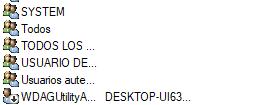 SYSTEM
Todos
TODOS LOS ...
USUARIO DE...
Usuarios aute...
WDAGUtilityA... DESKTOP-UI63...